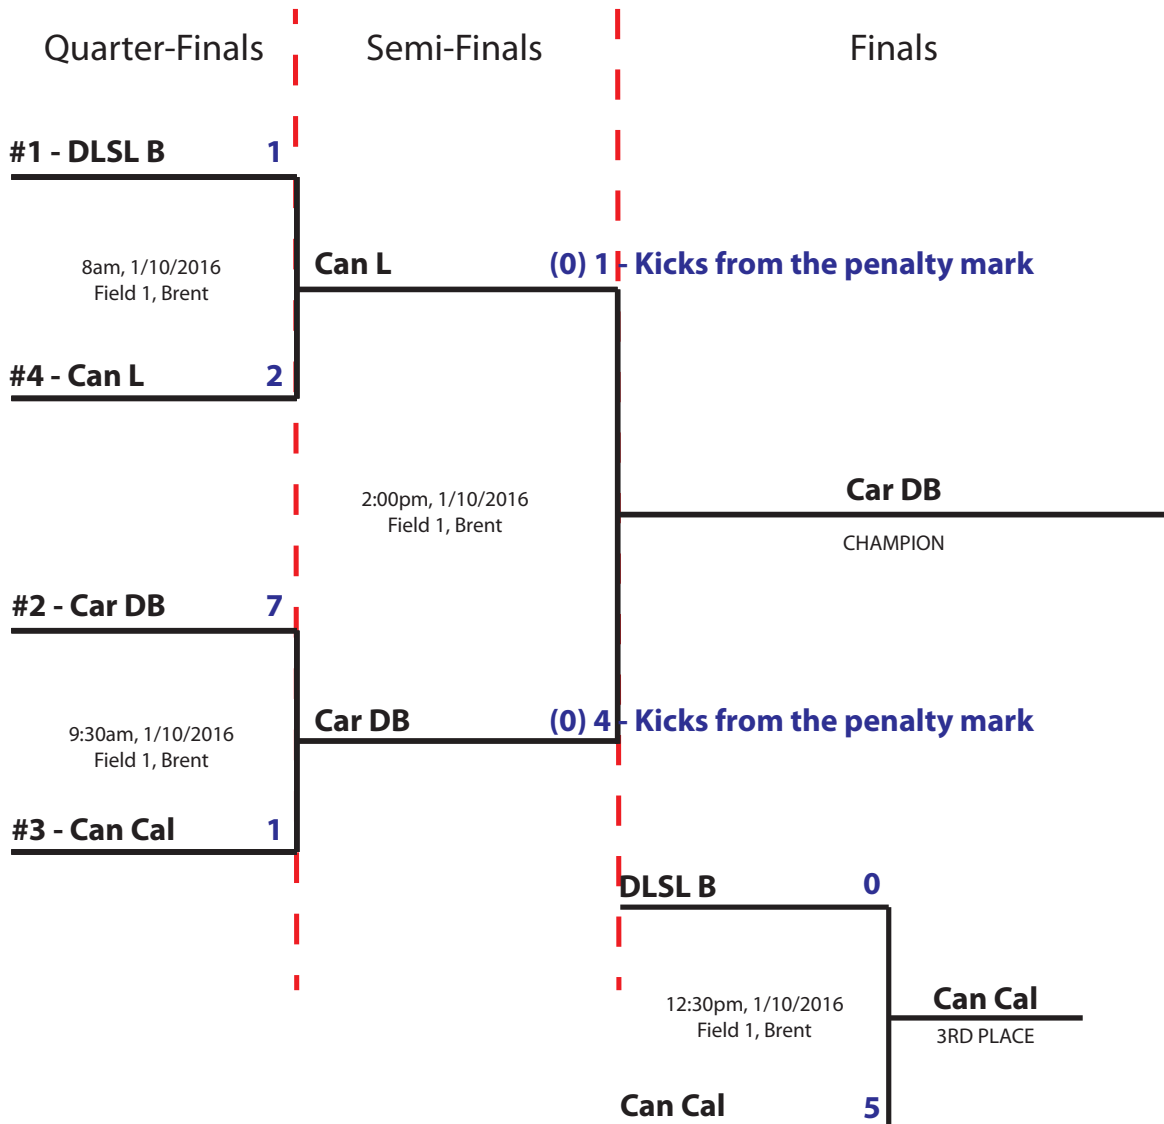 Quarter-Finals
Semi-Finals
Finals
#1 - DLSL B 1
8am, 1/10/2016
Field 1, Brent
#4 - Can L 2
Can L (0) 1 - Kicks from the penalty mark
2:00pm, 1/10/2016
Field 1, Brent
Car DB
CHAMPION
#2 - Car DB 7
9:30am, 1/10/2016
Field 1, Brent
#3 - Can Cal 1
Car DB (0) 4 - Kicks from the penalty mark
DLSL B 0
12:30pm, 1/10/2016
Field 1, Brent
Can Cal 5
Can Cal
3RD PLACE